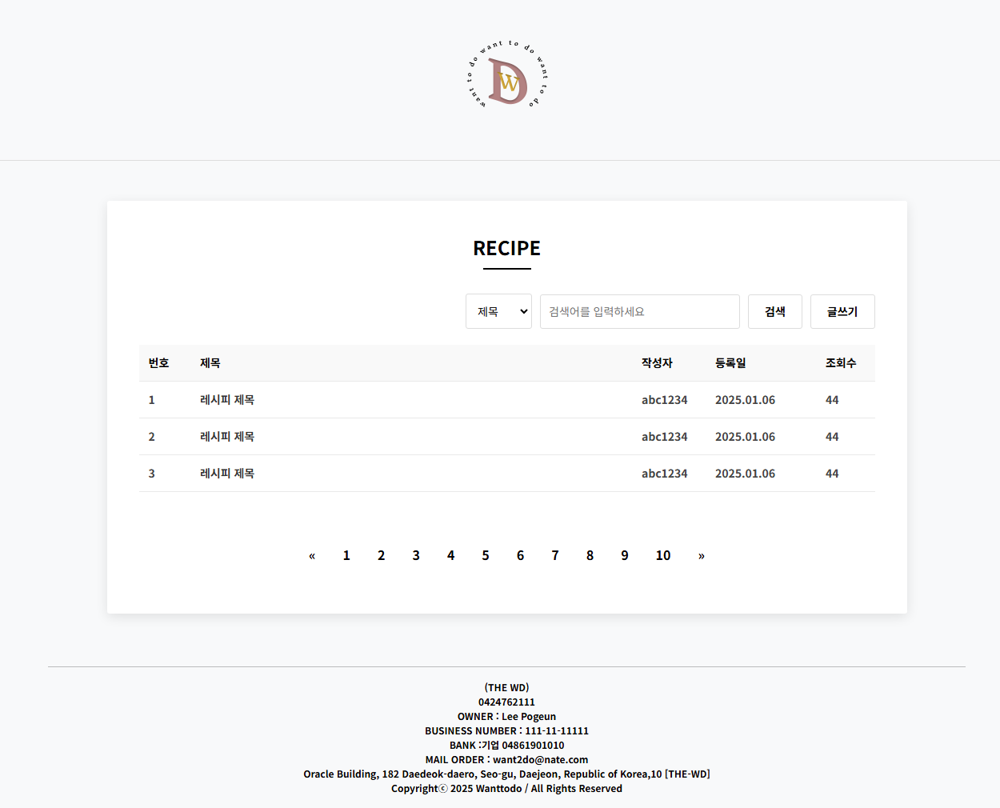 want to do want to do want to do want to do
D
W
RECIPE
제목 검색어를 입력하세요 검색 글쓰기
번호 제목 작성자 등록일 조회수
1 레시피 제목 abc1234 2025.01.06 44
2 레시피 제목 abc1234 2025.01.06 44
3 레시피 제목 abc1234 2025.01.06 44
« 1 2 3 4 5 6 7 8 9 10 »
(THE WD)
0424762111
OWNER : Lee Pogeun
BUSINESS NUMBER : 111-11-11111
BANK :기업 04861901010
MAIL ORDER : want2do@nate.com
Oracle Building, 182 Daedeok-daero, Seo-gu, Daejeon, Republic of Korea,10 [THE-WD]
Copyrightⓒ 2025 Wanttodo / All Rights Reserved